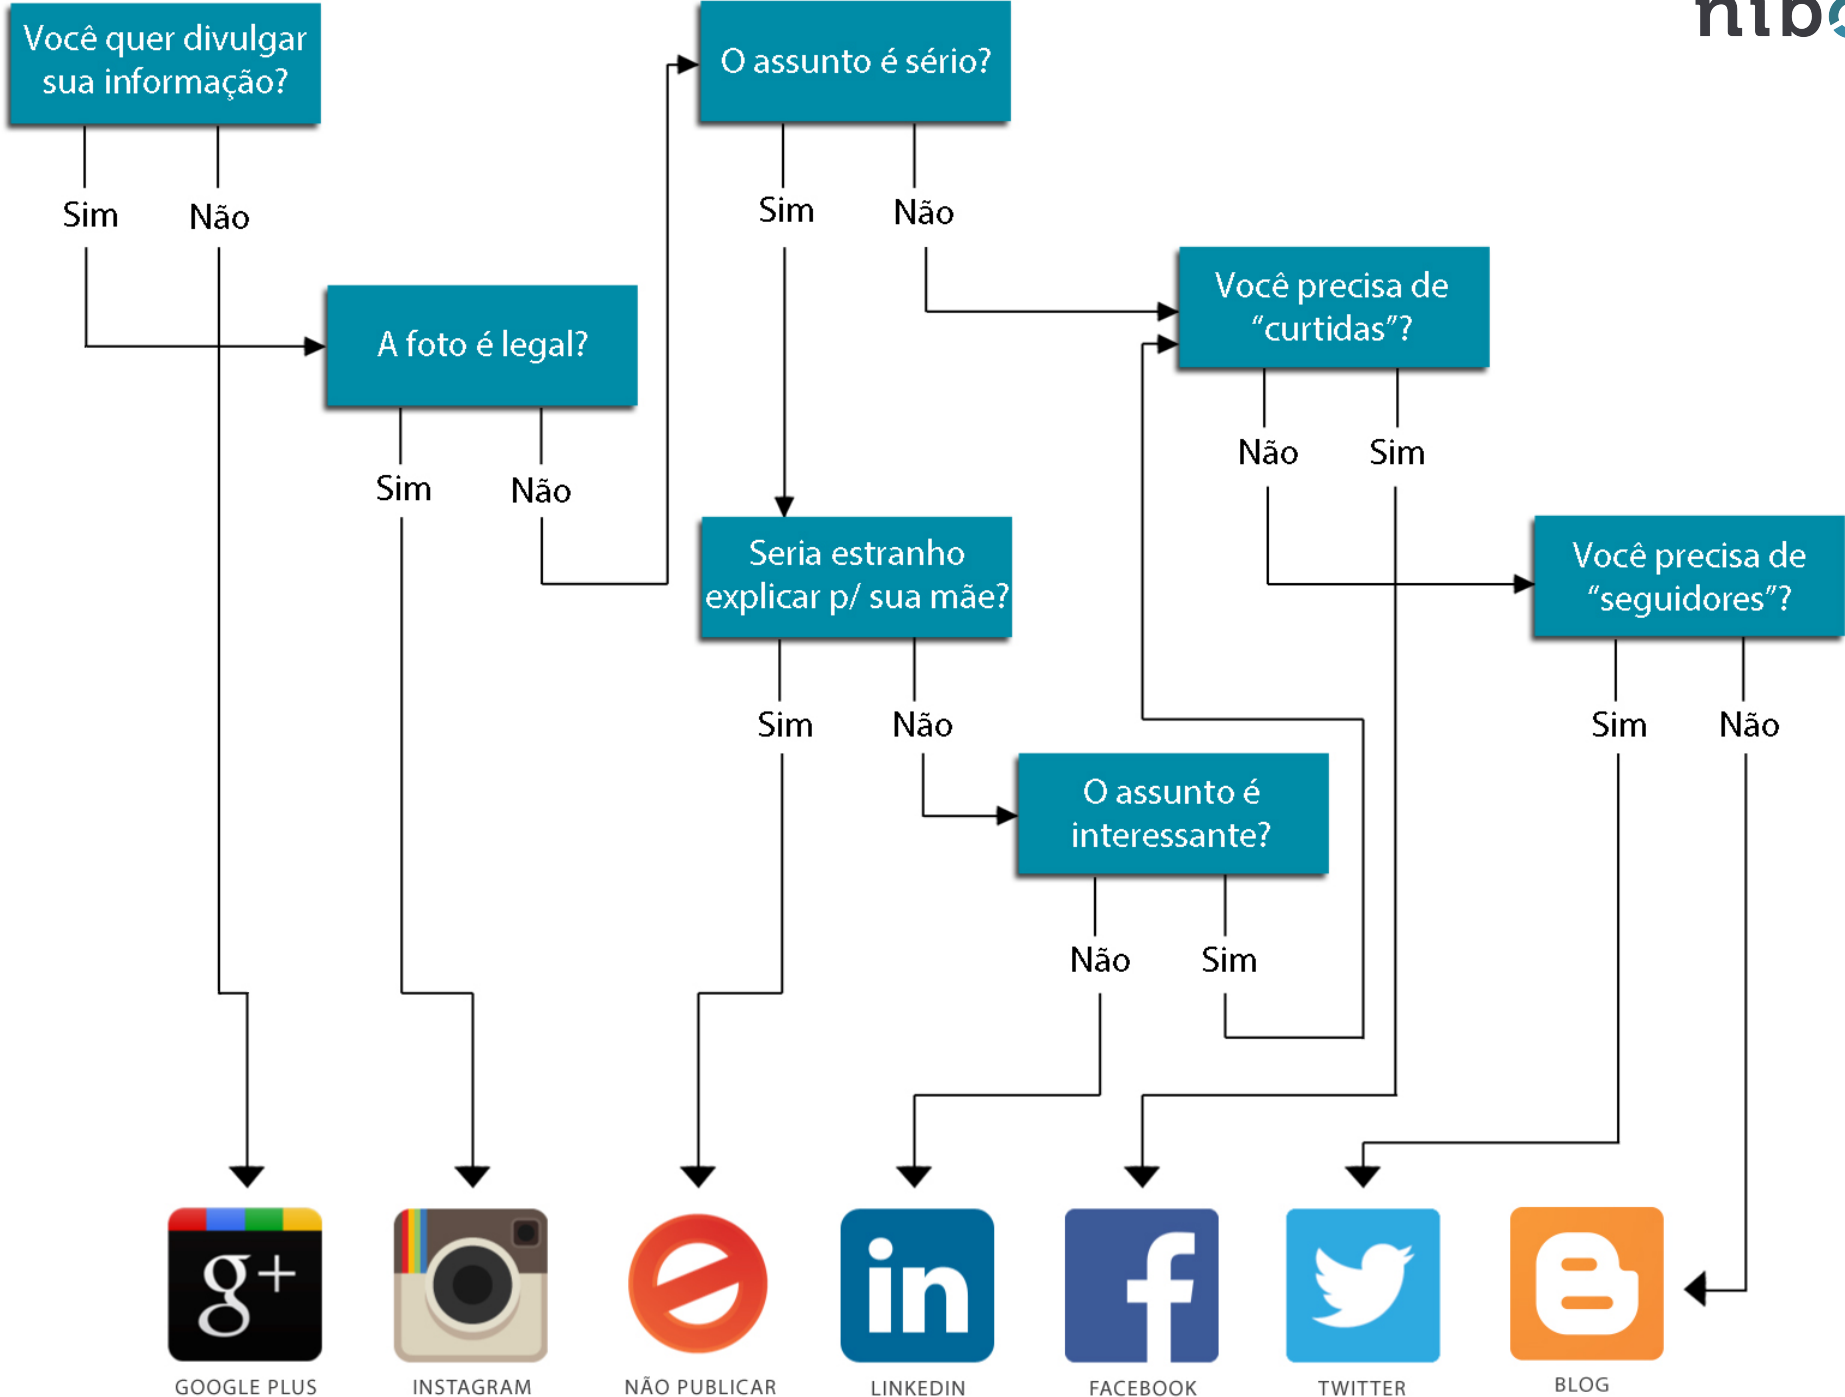 Você quer divulgar
sua informação?
Sim
Não
A foto é legal?
Sim
Não
O assunto é sério?
Sim
Não
Seria estranho
explicar p/ sua mãe?
Sim
Não
O assunto é
interessante?
Não
Sim
Você precisa de
“curtidas”?
Não
Sim
Você precisa de
“seguidores”?
Sim
Não
g+
in
f
B
GOOGLE PLUS
INSTAGRAM
NÃO PUBLICAR
LINKEDIN
FACEBOOK
TWITTER
BLOG